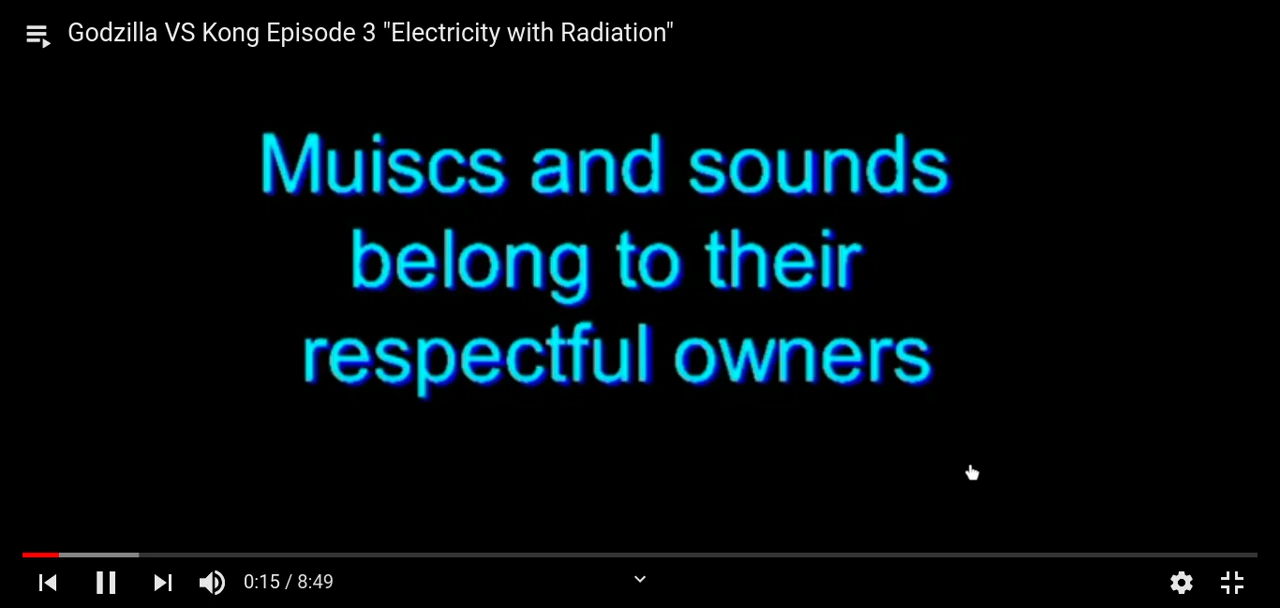 Godzilla VS Kong Episode 3 "Electricity with Radiation"
Muiscs and sounds
belong to their
respectful owners
0:15 / 8:49